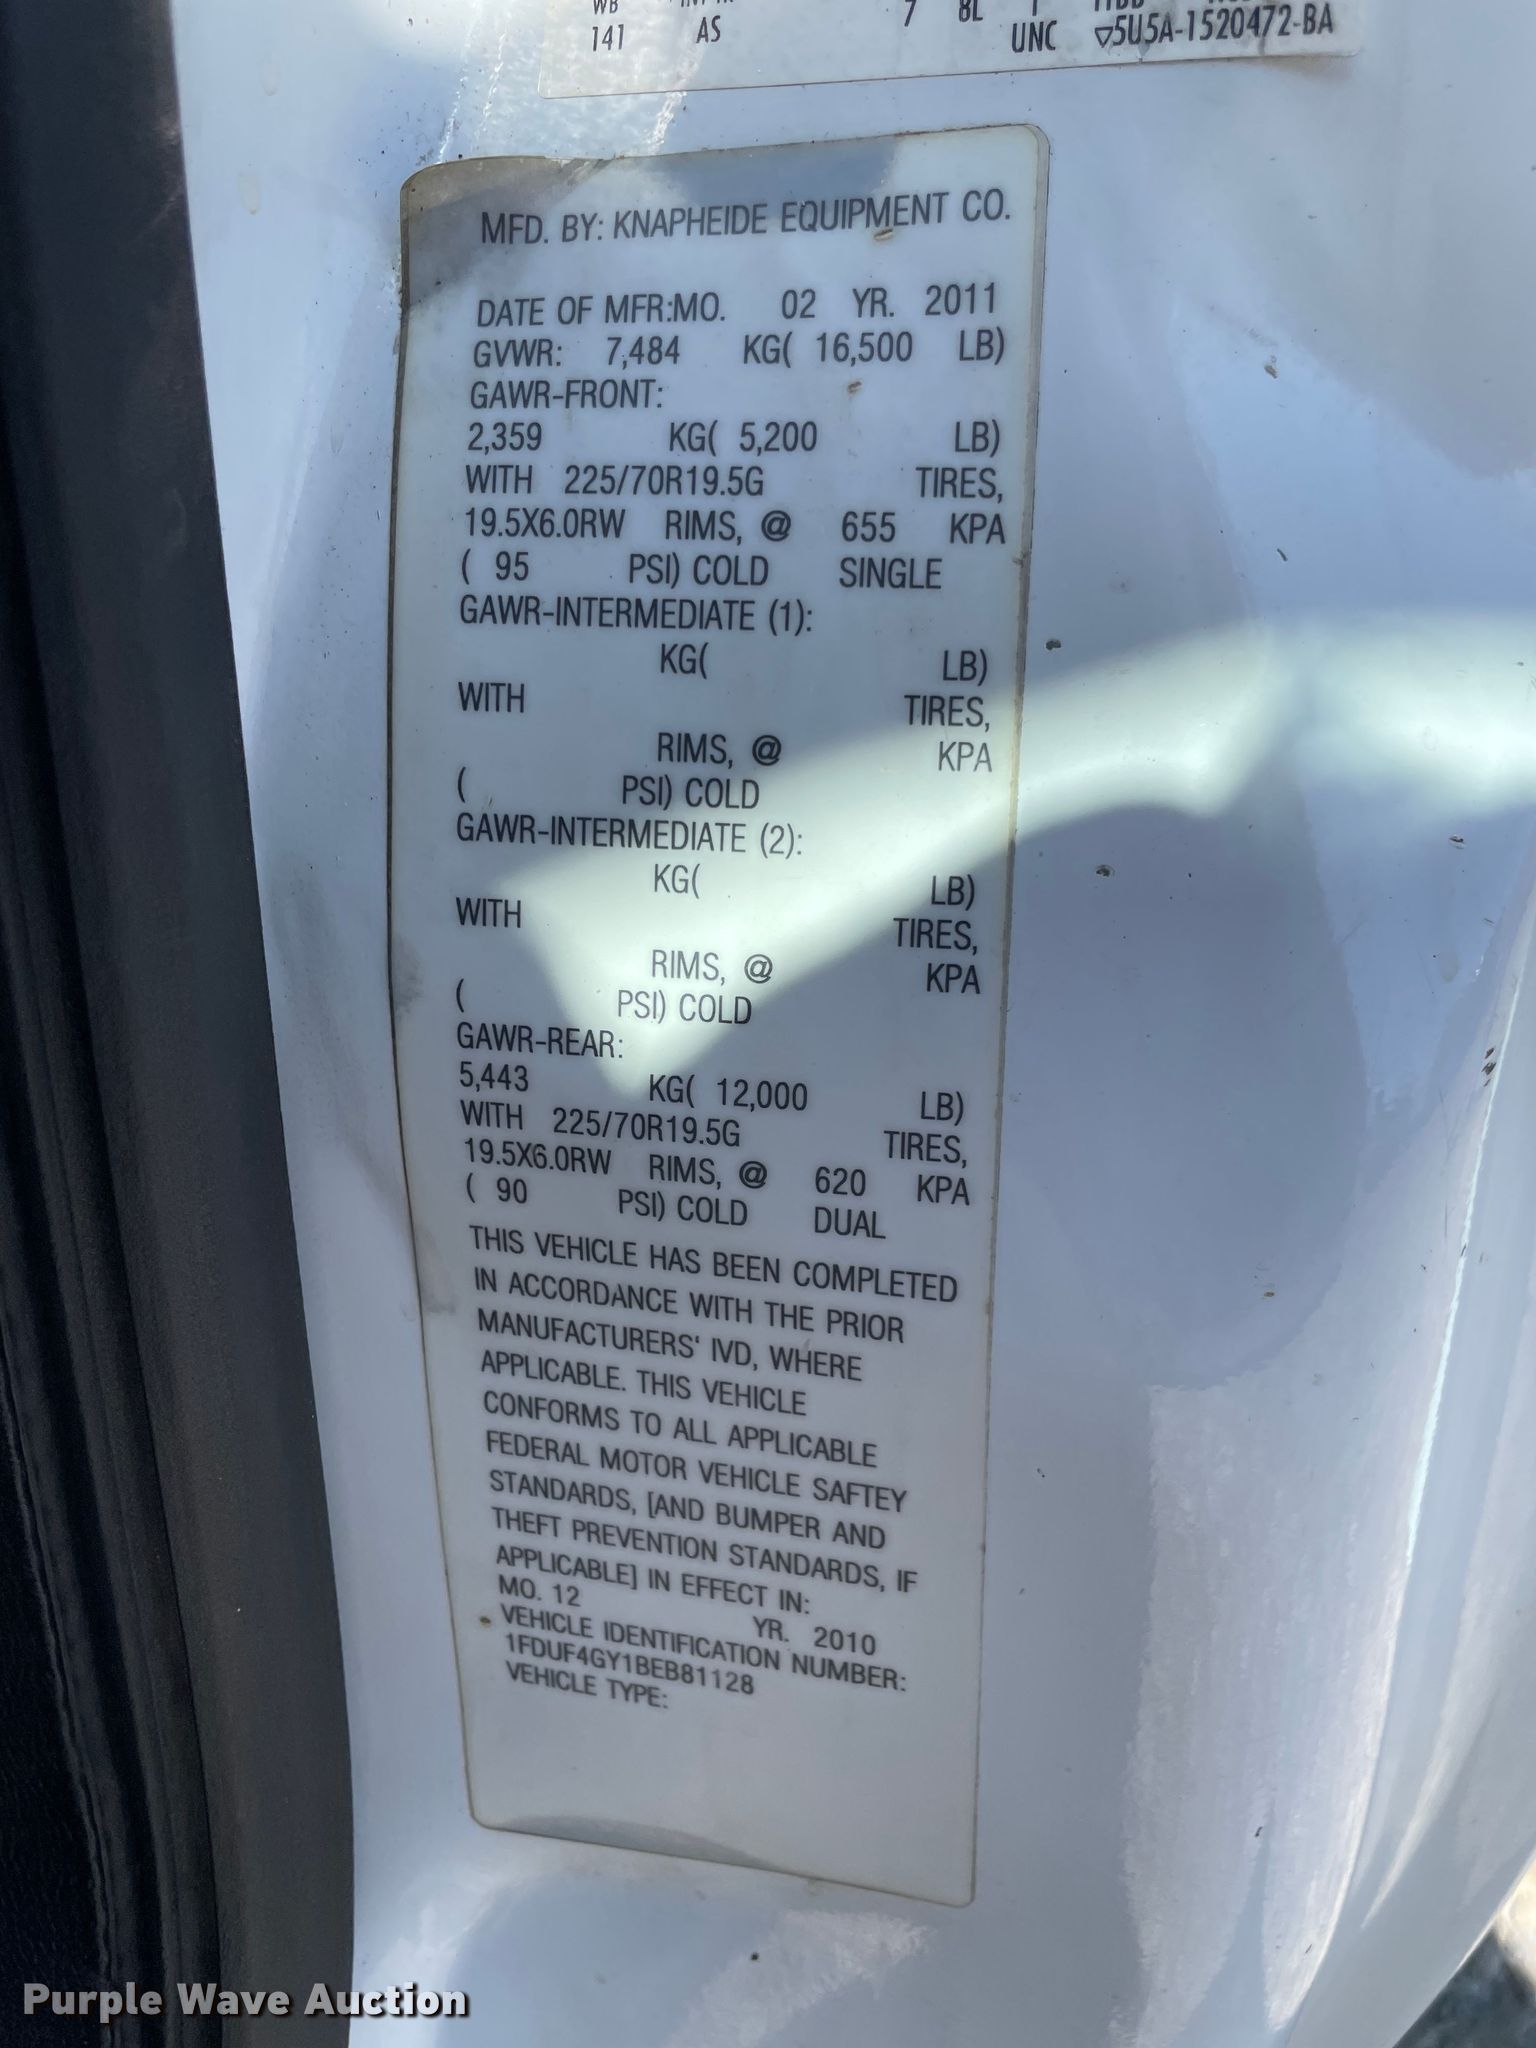 WB
141 AS 7 8L UNC ▽5U5A-1520472-BA
MFD. BY: KNAPHEIDE EQUIPMENT CO.
DATE OF MFR:MO. 02 YR. 2011
GVWR: 7,484 KG( 16,500 LB)
GAWR-FRONT:
2,359 KG( 5,200 LB)
WITH 225/70R19.5G TIRES,
19.5X6.0RW RIMS, @ 655 KPA
( 95 PSI) COLD SINGLE
GAWR-INTERMEDIATE (1):
KG( LB)
WITH TIRES,
RIMS, @ KPA
( PSI) COLD
GAWR-INTERMEDIATE (2):
KG( LB)
WITH TIRES,
RIMS, @ KPA
( PSI) COLD
GAWR-REAR:
5,443 KG( 12,000 LB)
WITH 225/70R19.5G TIRES,
19.5X6.0RW RIMS, @ 620 KPA
( 90 PSI) COLD DUAL
THIS VEHICLE HAS BEEN COMPLETED
IN ACCORDANCE WITH THE PRIOR
MANUFACTURERS' IVD, WHERE
APPLICABLE. THIS VEHICLE
CONFORMS TO ALL APPLICABLE
FEDERAL MOTOR VEHICLE SAFTEY
STANDARDS, [AND BUMPER AND
THEFT PREVENTION STANDARDS, IF
APPLICABLE] IN EFFECT IN:
MO. 12 YR. 2010
VEHICLE IDENTIFICATION NUMBER:
1FDUF4GY1BEB81128
VEHICLE TYPE:
Purple Wave Auction